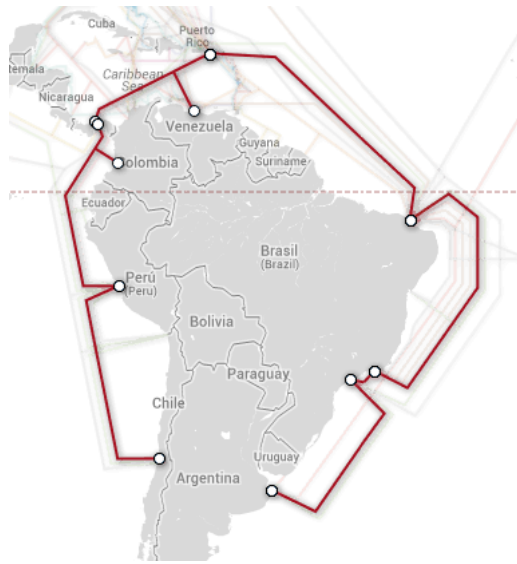 Cuba
Puerto
Rico
temala
Caribbean
Sea
Nicaragua
Venezuela
Guyana
Suriname
olombia
Ecuador
Brasil
(Brazil)
Perú
(Peru)
Bolivia
Paraguay
Chile
Uruguay
Argentina